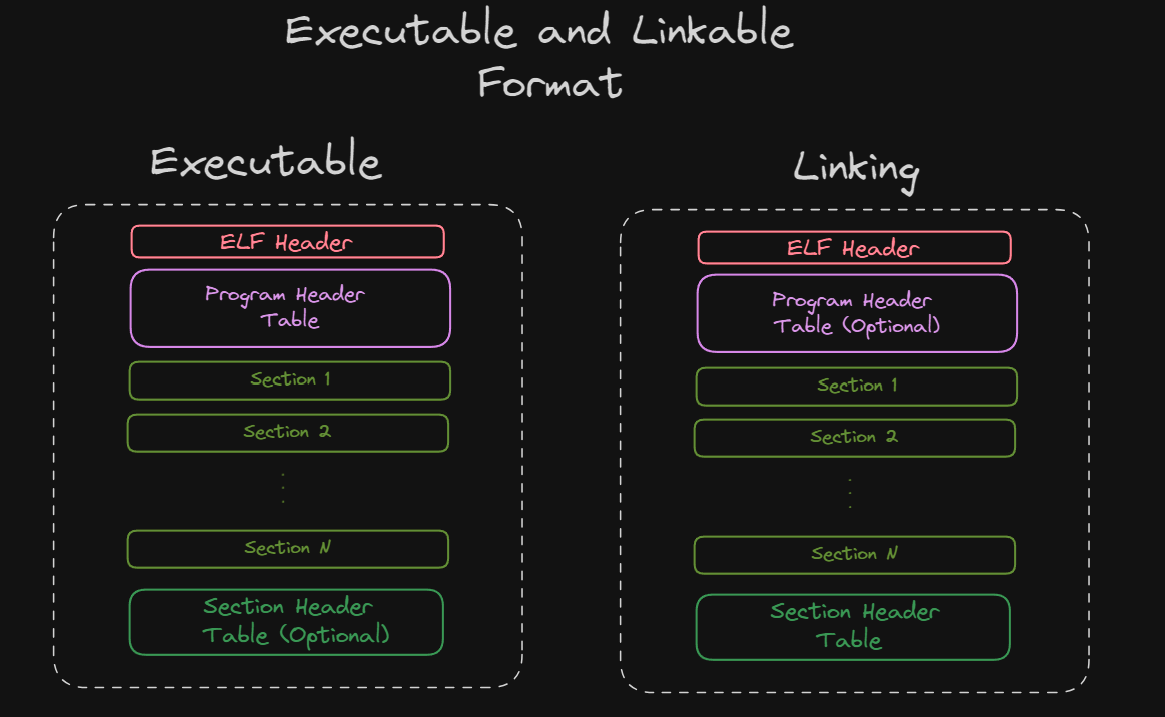 Executable and Linkable
Format
Executable
ELF Header
Program Header
Table
Section 1
Section 2
Section N
Section Header
Table (Optional)
Linking
ELF Header
Program Header
Table (Optional)
Section 1
Section 2
Section N
Section Header
Table